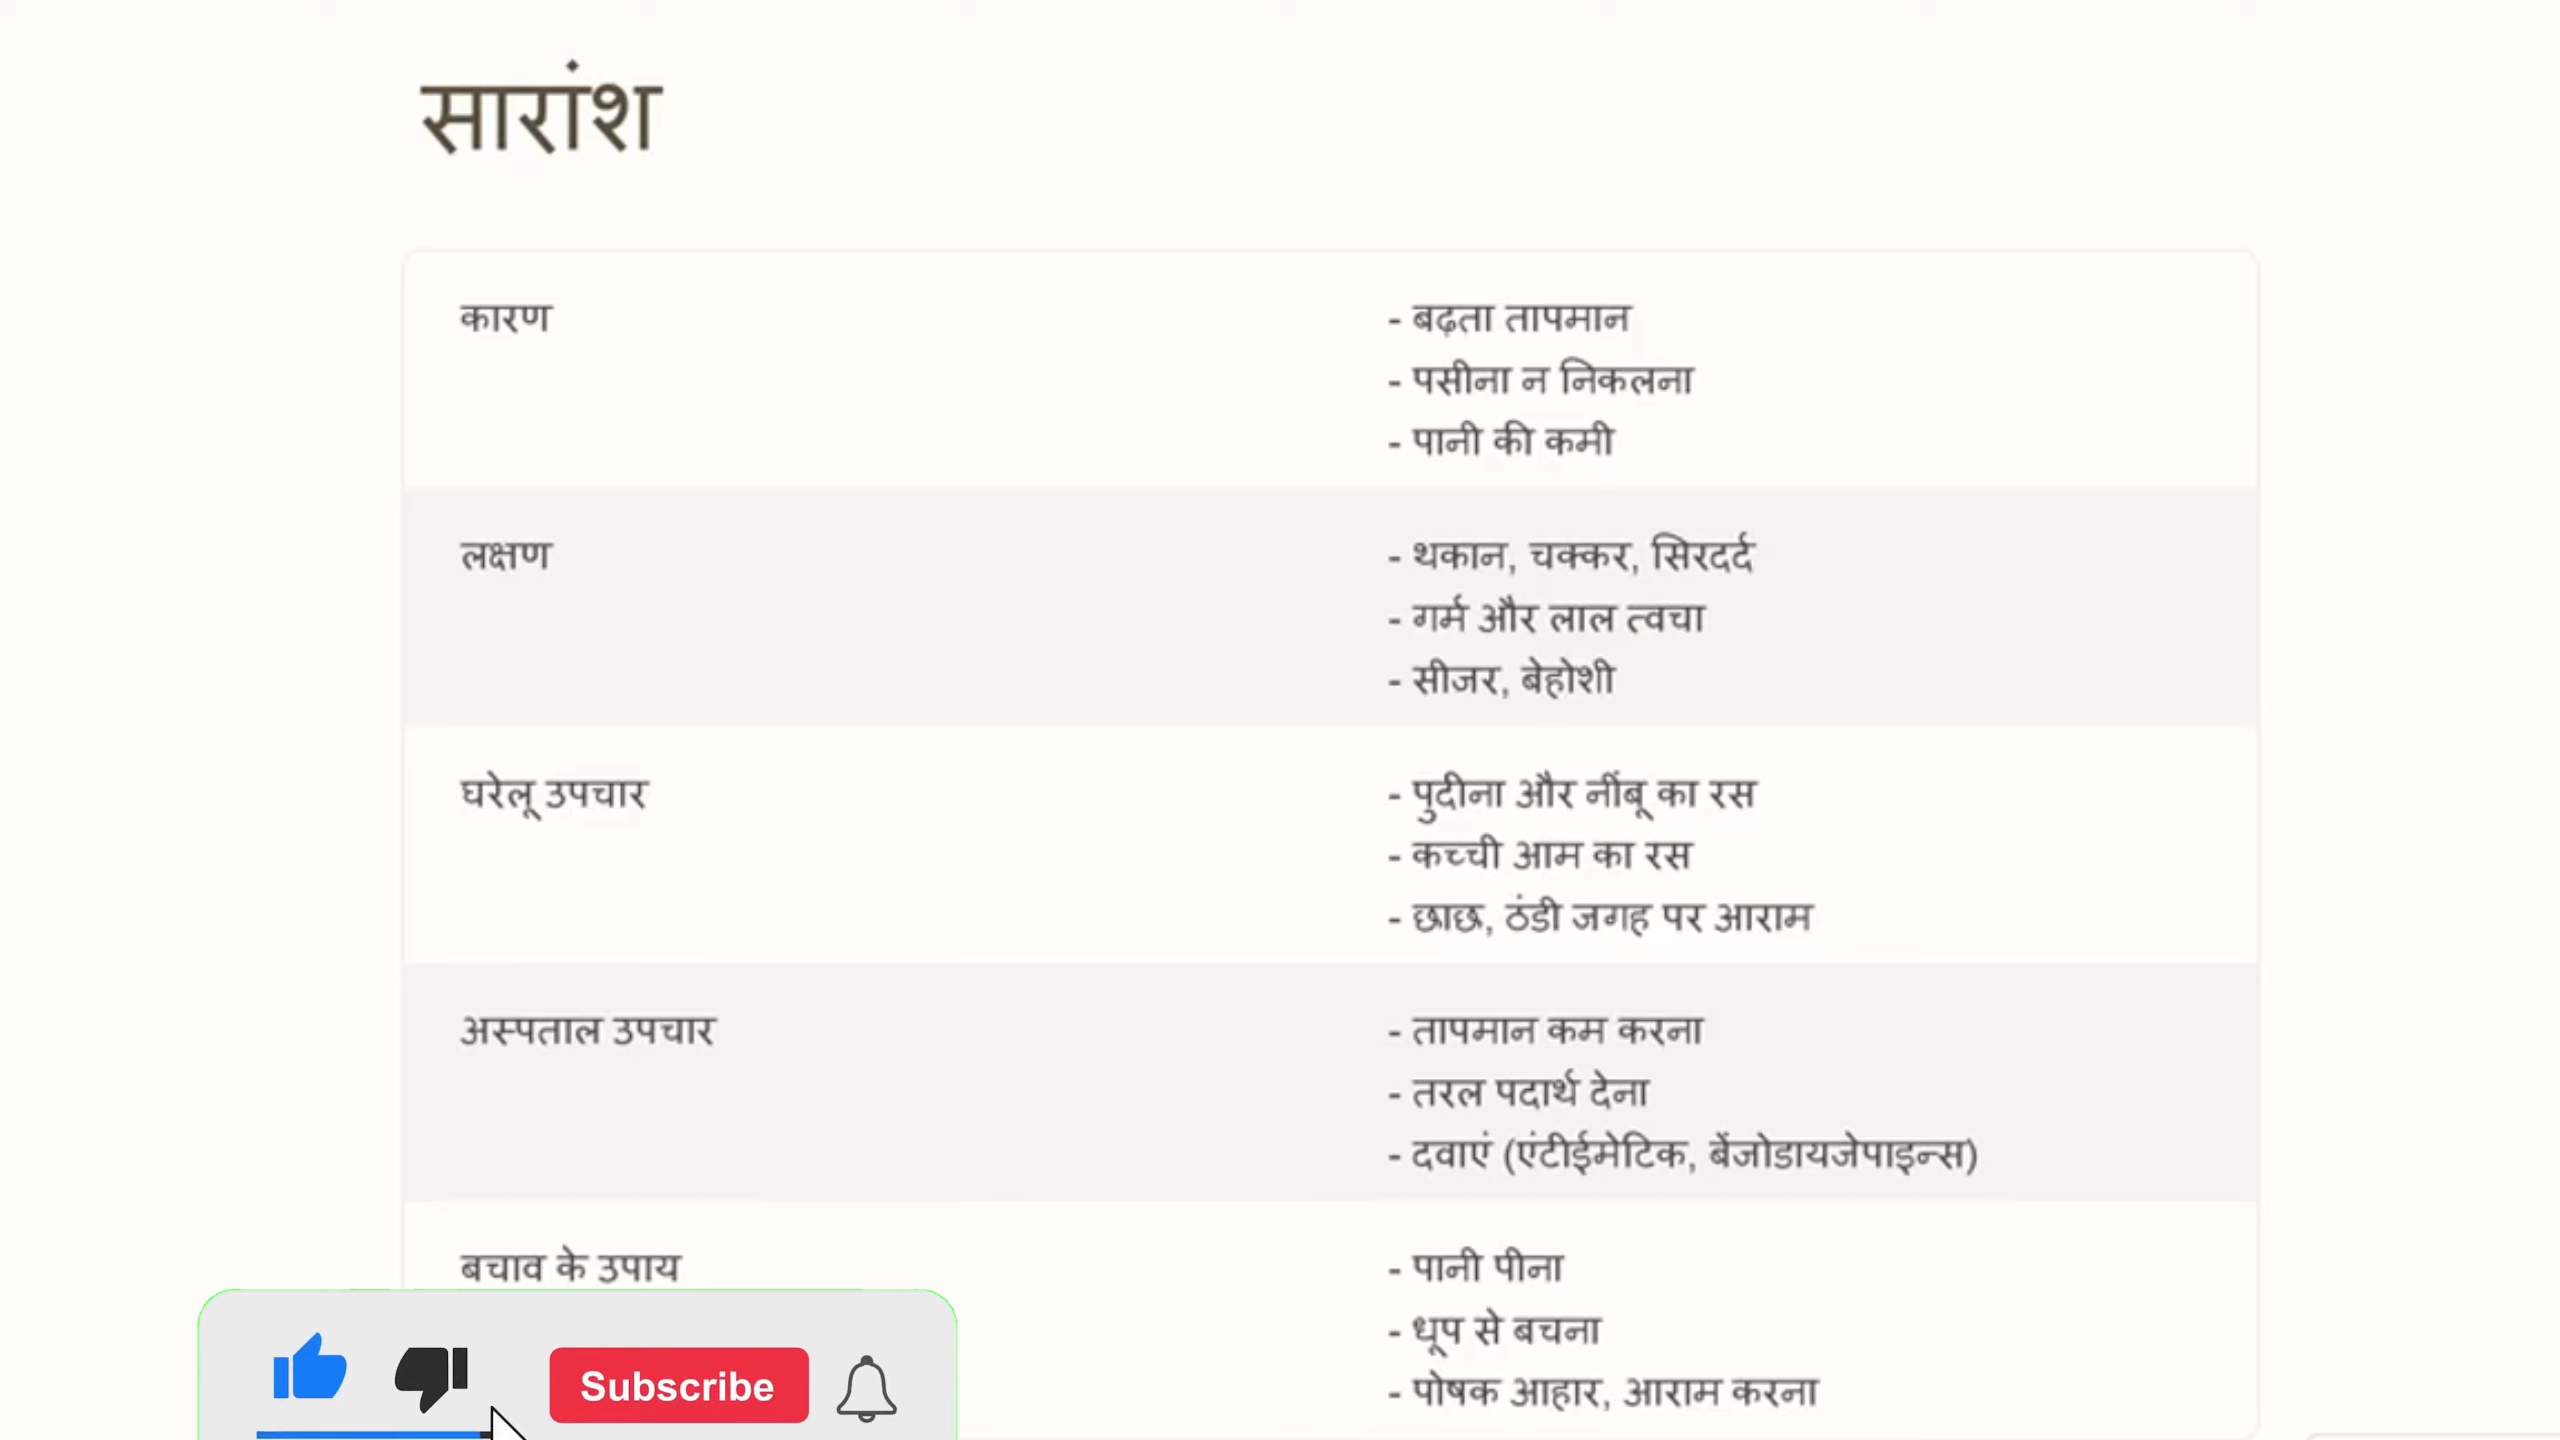 सारांश
कारण
- बढ़ता तापमान
- पसीना न निकलना
- पानी की कमी
लक्षण
- थकान, चक्कर, सिरदर्द
- गर्म और लाल त्वचा
- सीजर, बेहोशी
घरेलू उपचार
- पुदीना और नींबू का रस
- कच्ची आम का रस
- छाछ, ठंडी जगह पर आराम
अस्पताल उपचार
- तापमान कम करना
- तरल पदार्थ देना
- दवाएं (एंटीईमेटिक, बेंजोडायजेपाइन्स)
बचाव के उपाय
- पानी पीना
- धूप से बचना
- पोषक आहार, आराम करना
Subscribe